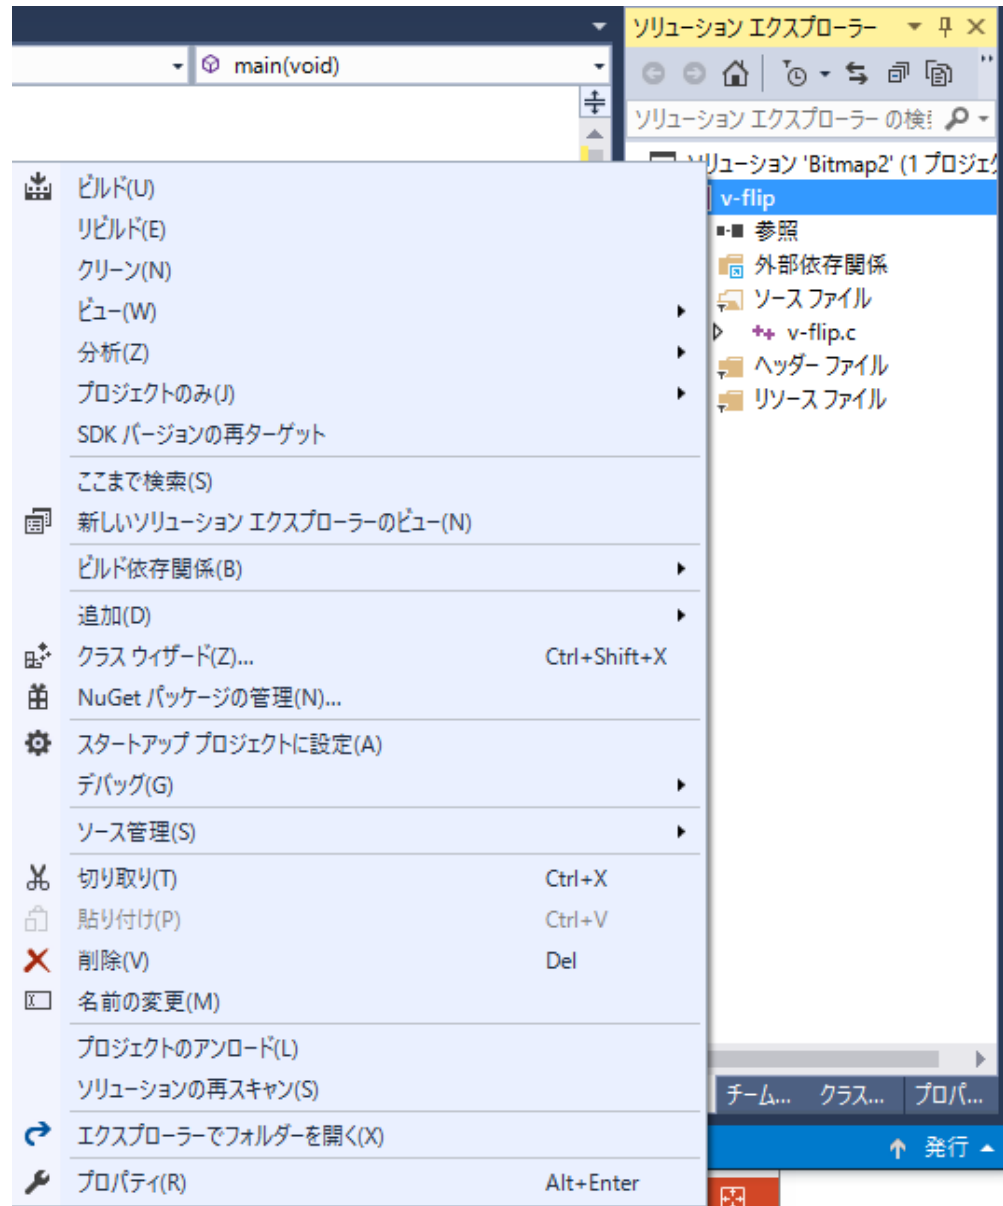 ソリューション エクスプローラー
main(void)
ソリューション エクスプローラー の検
ソリューション 'Bitmap2' (1 プロジェ
v-flip
参照
外部依存関係
ソース ファイル
v-flip.c
ヘッダー ファイル
リソース ファイル
ビルド(U)
リビルド(E)
クリーン(N)
ビュー(W)
分析(Z)
プロジェクトのみ(J)
SDK バージョンの再ターゲット
ここまで検索(S)
新しいソリューション エクスプローラーのビュー(N)
ビルド依存関係(B)
追加(D)
クラス ウィザード(Z)... Ctrl+Shift+X
NuGet パッケージの管理(N)...
スタートアップ プロジェクトに設定(A)
デバッグ(G)
ソース管理(S)
切り取り(T) Ctrl+X
貼り付け(P) Ctrl+V
削除(V) Del
名前の変更(M)
プロジェクトのアンロード(L)
ソリューションの再スキャン(S)
エクスプローラーでフォルダーを開く(X)
プロパティ(R) Alt+Enter
チーム... クラス... プロパ...
発行